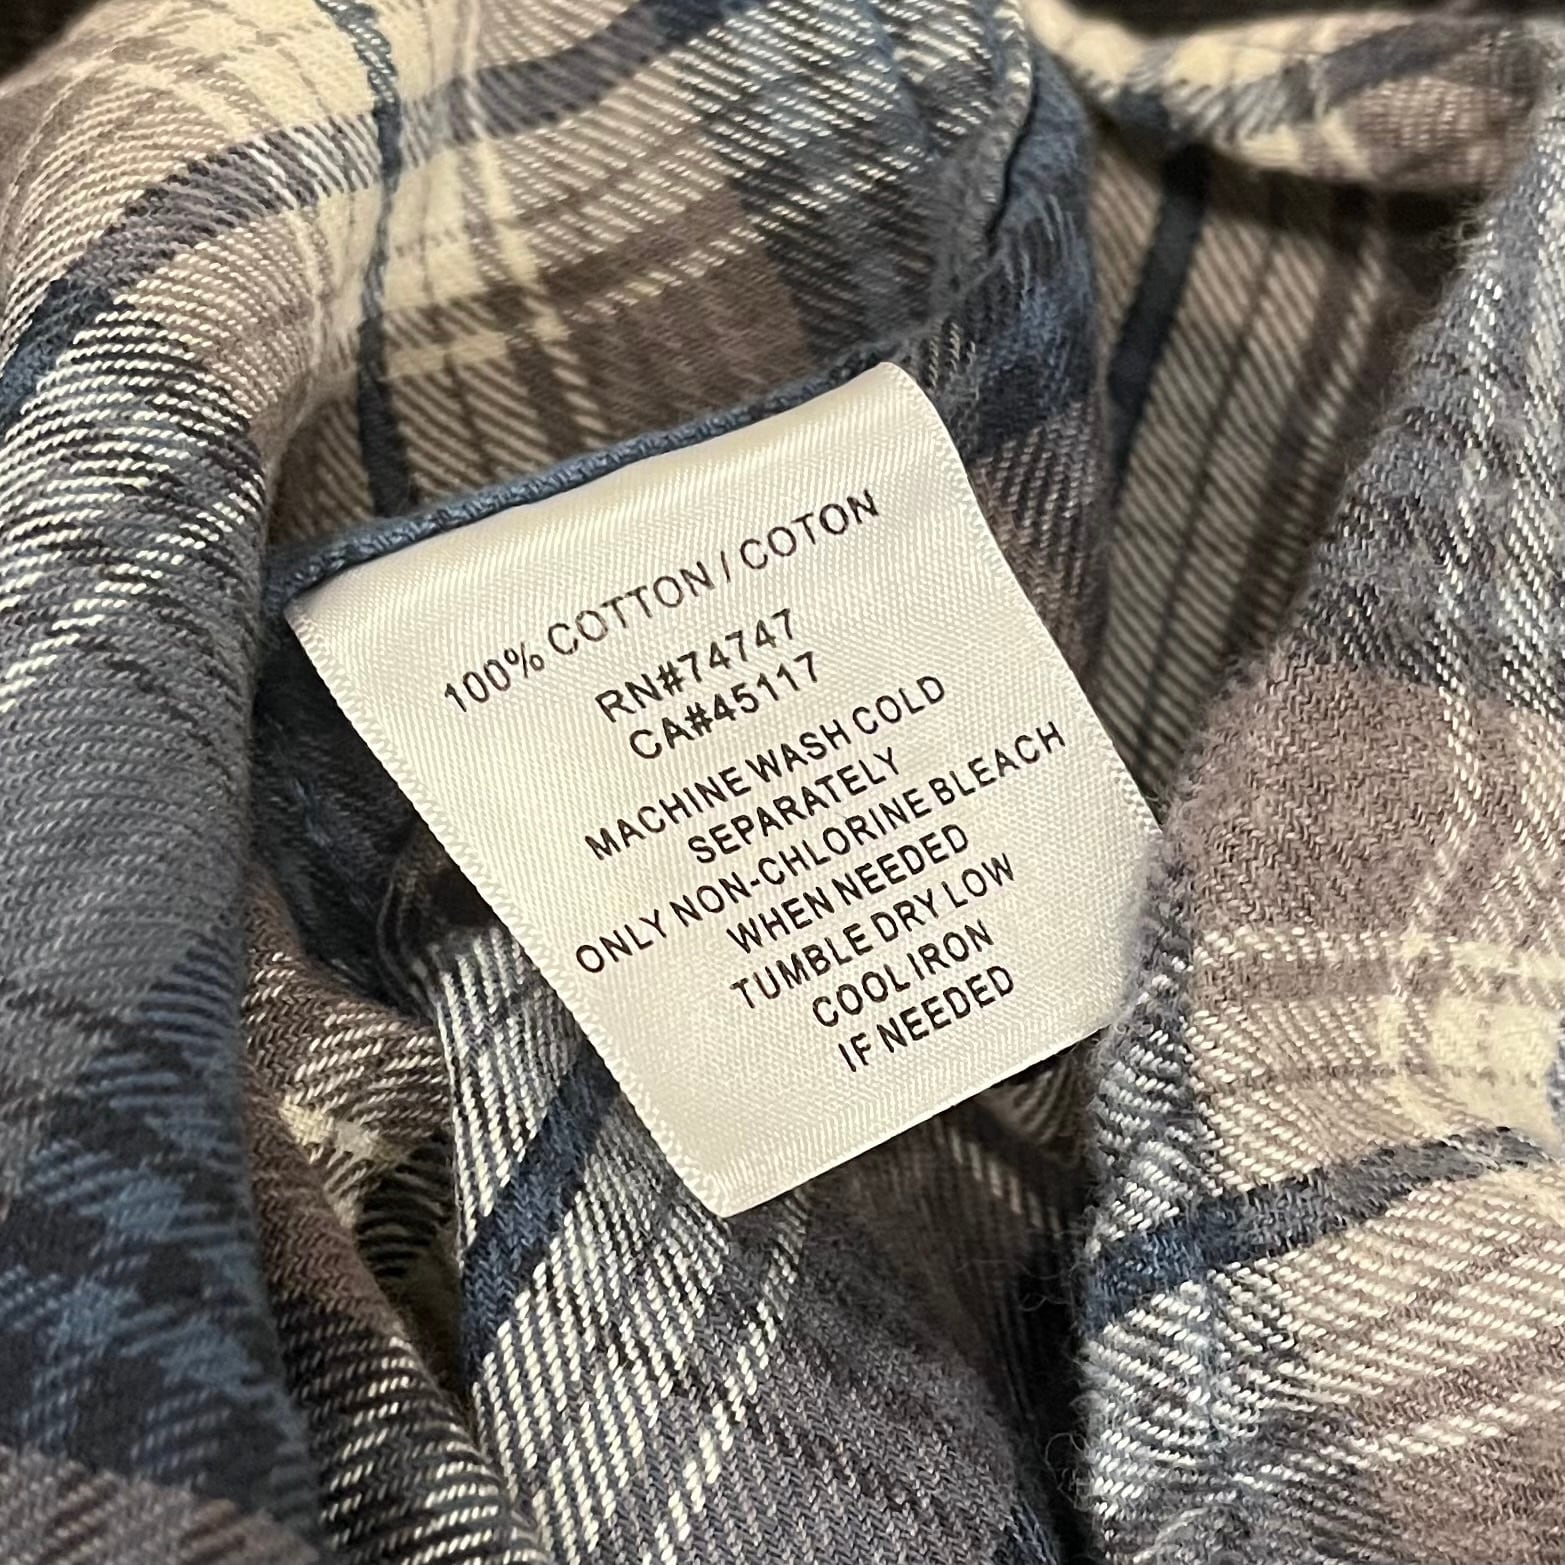 100% COTTON / COTON
RN#74747
CA#45117
MACHINE WASH COLD
SEPARATELY
ONLY NON-CHLORINE BLEACH
WHEN NEEDED
TUMBLE DRY LOW
COOL IRON
IF NEEDED